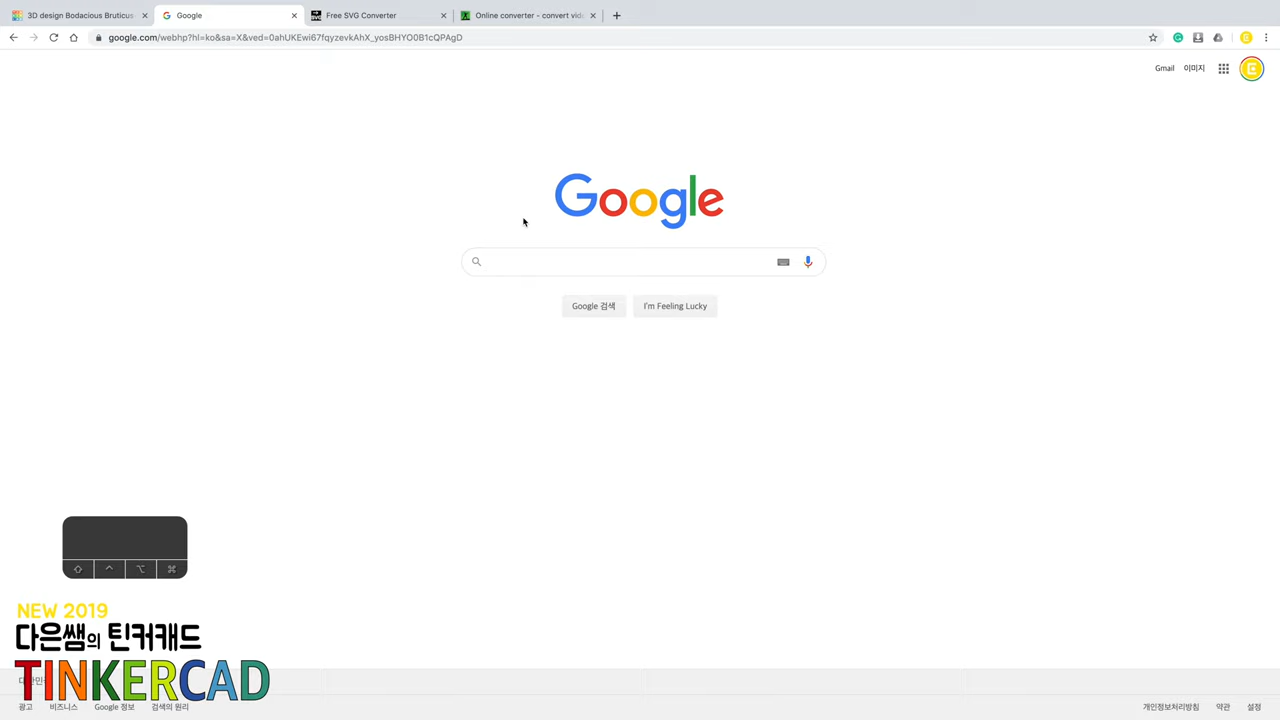 3D design Bodacious Bruticus
Google
Free SVG Converter
Online converter - convert vide
google.com/webhp?hl=ko&sa=X&ved=0ahUKEwi67fqyzevkAhX_yosBHYO0B1cQPAgD
Gmail
이미지
Google
Google 검색
I'm Feeling Lucky
NEW 2019
다은쌤의 틴커캐드
TINKERCAD
광고
비즈니스
Google 정보
검색의 원리
개인정보처리방침
약관
설정